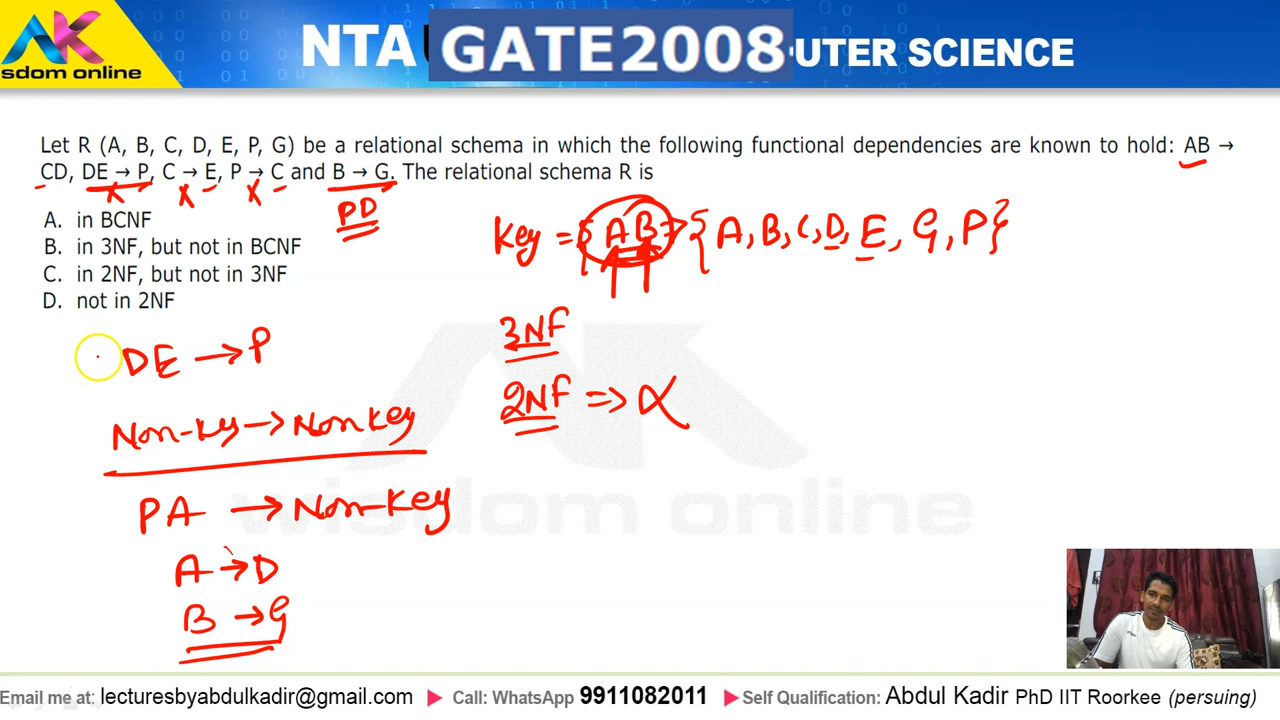 AK
sdom online
NTA GATE2008 UTER SCIENCE
Let R (A, B, C, D, E, P, G) be a relational schema in which the following functional dependencies are known to hold: AB →
CD, DE → P, C → E, P → C and B → G. The relational schema R is
A. in BCNF
B. in 3NF, but not in BCNF
C. in 2NF, but not in 3NF
D. not in 2NF
PD
Key = { AB } → { A, B, C, D, E, G, P }
3NF
2NF => X
DE → P
Non-key → Non key
PA → Non-key
A → D
B → G
wisdom online
Email me at: lecturesbyabdulkadir@gmail.com ▶ Call: WhatsApp 9911082011 ▶ Self Qualification: Abdul Kadir PhD IIT Roorkee (persuing)